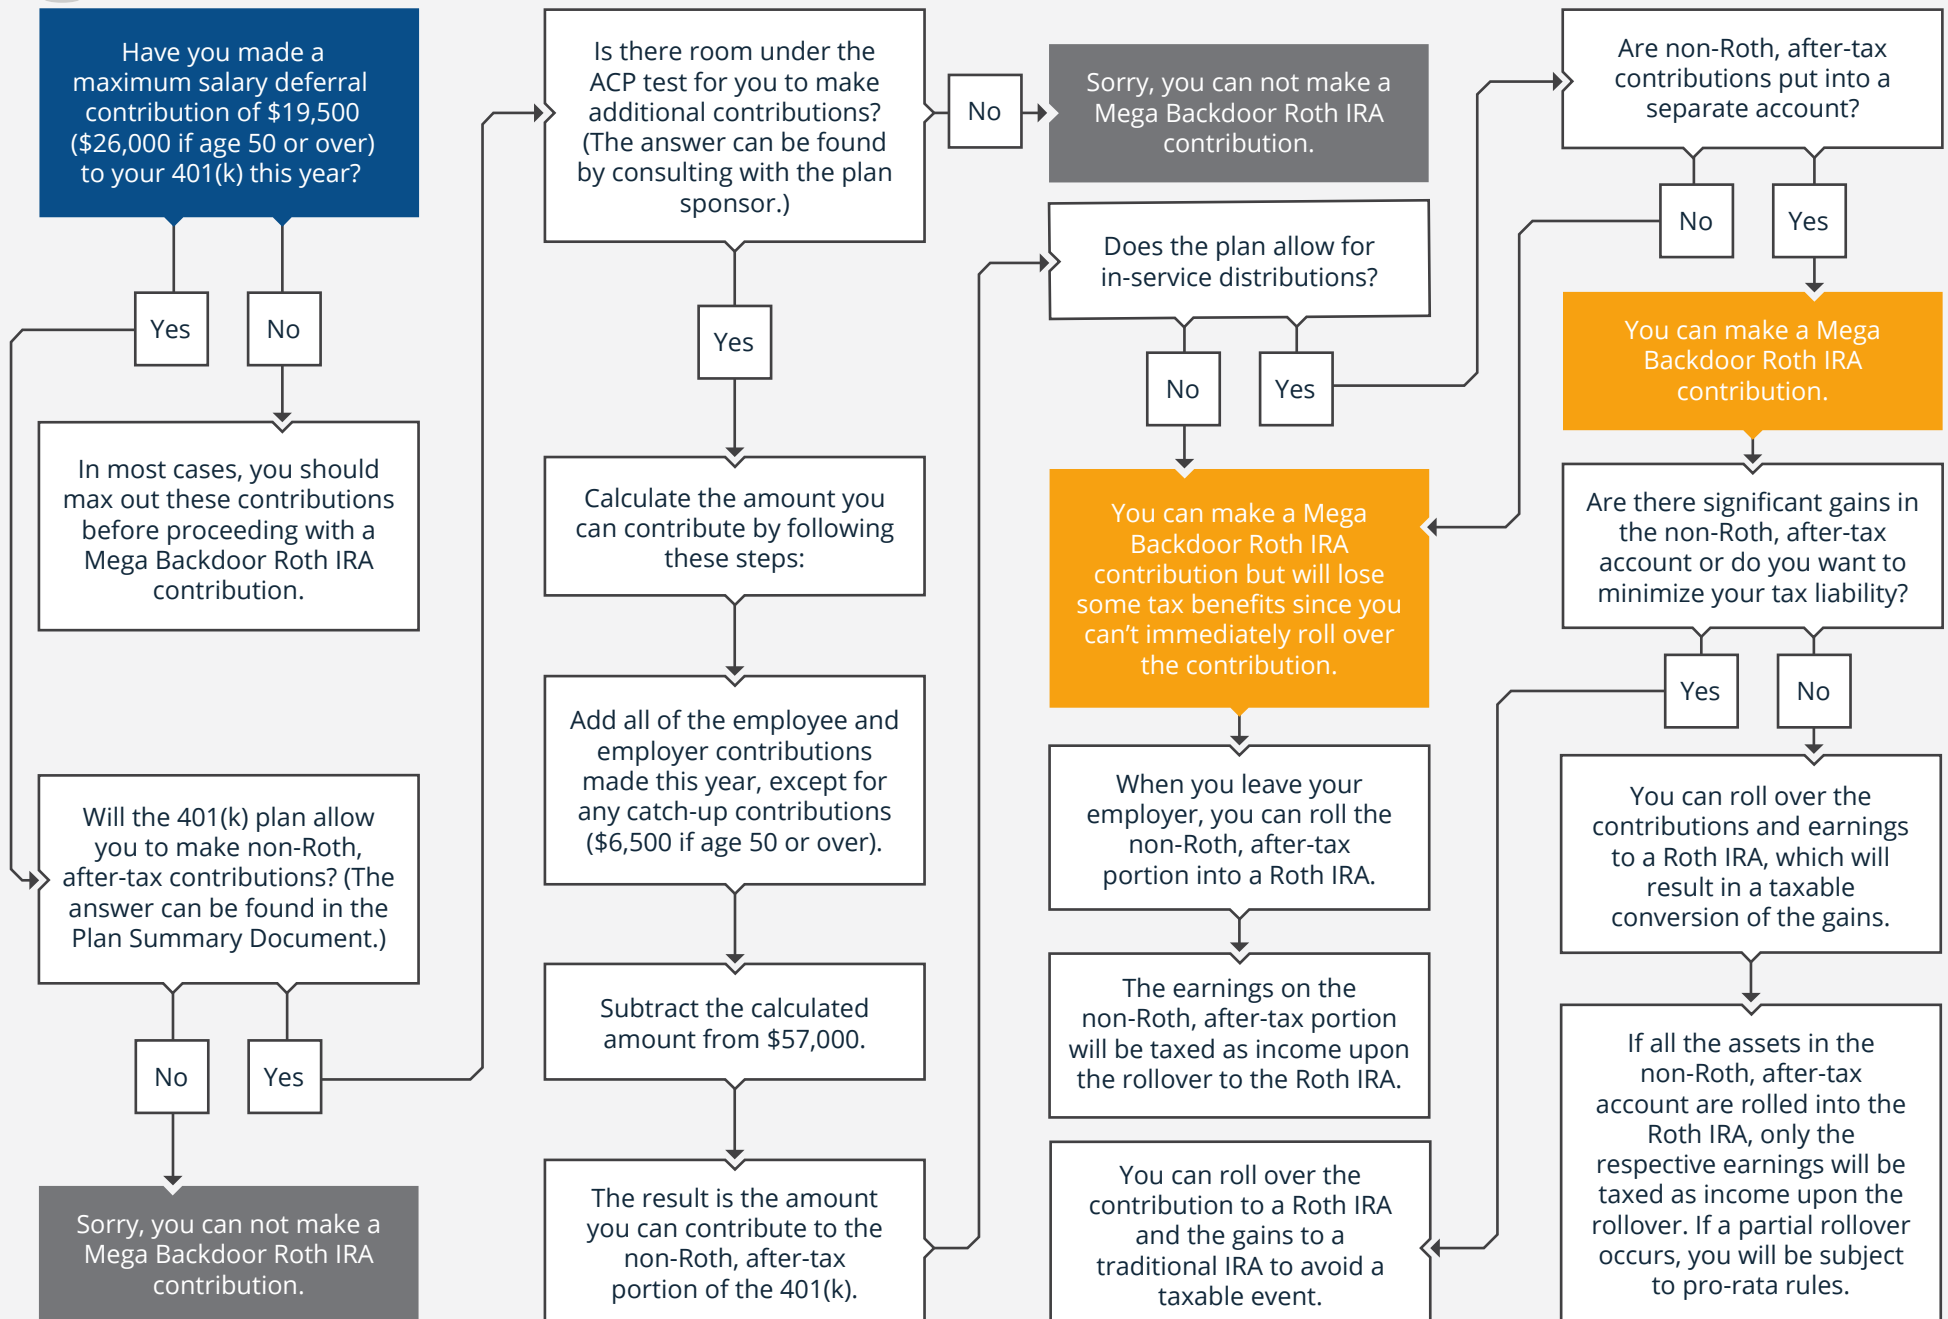 Have you made a
maximum salary deferral
contribution of $19,500
($26,000 if age 50 or over)
to your 401(k) this year?
Yes
No
In most cases, you should
max out these contributions
before proceeding with a
Mega Backdoor Roth IRA
contribution.
Will the 401(k) plan allow
you to make non-Roth,
after-tax contributions? (The
answer can be found in the
Plan Summary Document.)
No
Yes
Sorry, you can not make a
Mega Backdoor Roth IRA
contribution.
Is there room under the
ACP test for you to make
additional contributions?
(The answer can be found
by consulting with the plan
sponsor.)
No
Sorry, you can not make a
Mega Backdoor Roth IRA
contribution.
Yes
Calculate the amount you
can contribute by following
these steps:
Add all of the employee and
employer contributions
made this year, except for
any catch-up contributions
($6,500 if age 50 or over).
Subtract the calculated
amount from $57,000.
The result is the amount
you can contribute to the
non-Roth, after-tax
portion of the 401(k).
Does the plan allow for
in-service distributions?
No
Yes
You can make a Mega
Backdoor Roth IRA
contribution but will lose
some tax benefits since you
can't immediately roll over
the contribution.
When you leave your
employer, you can roll the
non-Roth, after-tax
portion into a Roth IRA.
The earnings on the
non-Roth, after-tax portion
will be taxed as income upon
the rollover to the Roth IRA.
You can roll over the
contribution to a Roth IRA
and the gains to a
traditional IRA to avoid a
taxable event.
Are non-Roth, after-tax
contributions put into a
separate account?
No
Yes
You can make a Mega
Backdoor Roth IRA
contribution.
Are there significant gains in
the non-Roth, after-tax
account or do you want to
minimize your tax liability?
Yes
No
You can roll over the
contributions and earnings
to a Roth IRA, which will
result in a taxable
conversion of the gains.
If all the assets in the
non-Roth, after-tax
account are rolled into the
Roth IRA, only the
respective earnings will be
taxed as income upon the
rollover. If a partial rollover
occurs, you will be subject
to pro-rata rules.